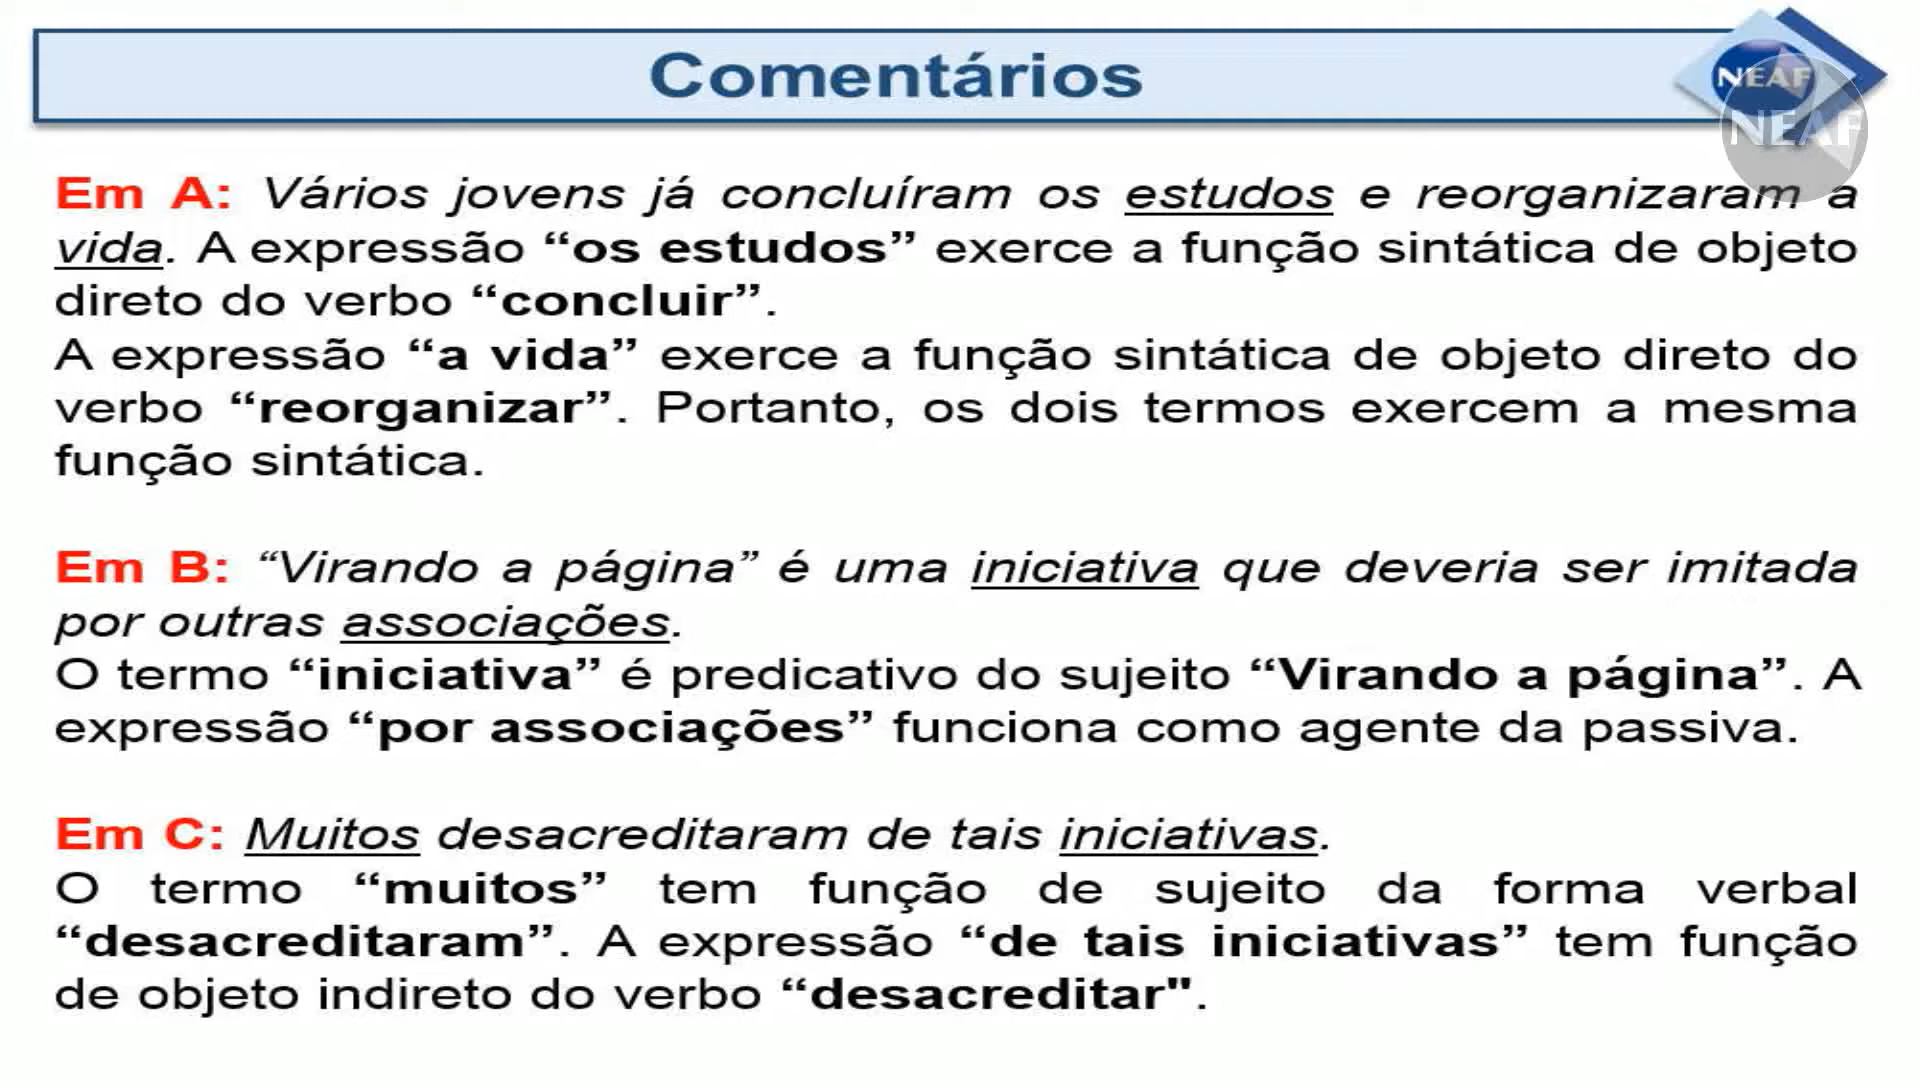 Comentários
NEAF
NEAF
Em A: Vários jovens já concluíram os estudos e reorganizaram a
vida. A expressão “os estudos” exerce a função sintática de objeto
direto do verbo “concluir”.
A expressão “a vida” exerce a função sintática de objeto direto do
verbo “reorganizar”. Portanto, os dois termos exercem a mesma
função sintática.
Em B: “Virando a página” é uma iniciativa que deveria ser imitada
por outras associações.
O termo “iniciativa” é predicativo do sujeito “Virando a página”. A
expressão “por associações” funciona como agente da passiva.
Em C: Muitos desacreditaram de tais iniciativas.
O termo “muitos” tem função de sujeito da forma verbal
“desacreditaram”. A expressão “de tais iniciativas” tem função
de objeto indireto do verbo “desacreditar".